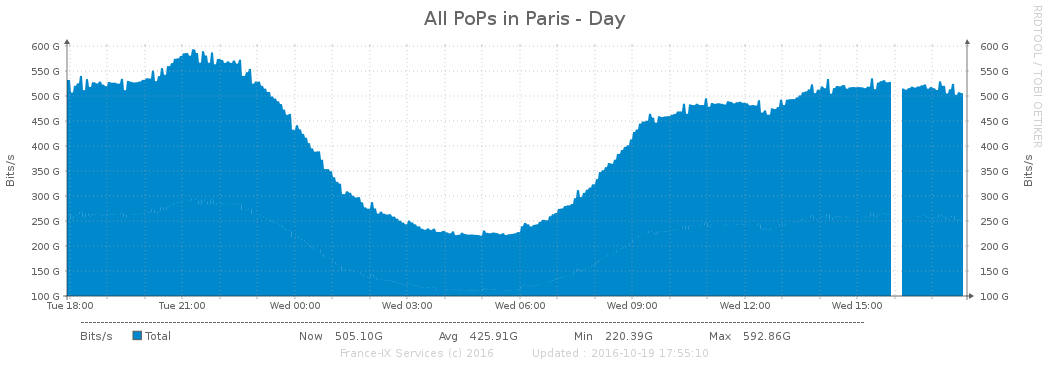 All PoPs in Paris - Day
RRDTOOL / TOBI OETIKER
600 G 600 G
550 G 550 G
500 G 500 G
450 G 450 G
400 G 400 G
350 G 350 G
300 G 300 G
250 G 250 G
200 G 200 G
150 G 150 G
100 G 100 G
Bits/s
Bits/s
Tue 18:00 Tue 21:00 Wed 00:00 Wed 03:00 Wed 06:00 Wed 09:00 Wed 12:00 Wed 15:00
Bits/s Total Now 505.10G Avg 425.91G Min 220.39G Max 592.86G
France-IX Services (c) 2016 Updated : 2016-10-19 17:55:10